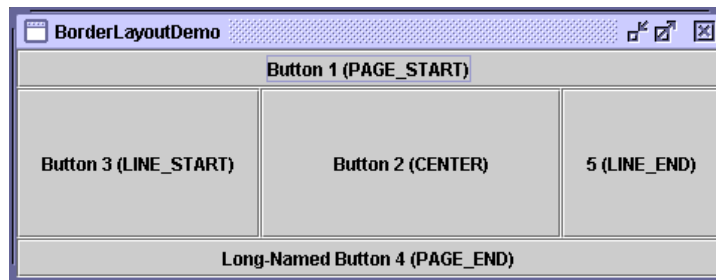 BorderLayoutDemo
Button 1 (PAGE_START)
Button 3 (LINE_START) Button 2 (CENTER) 5 (LINE_END)
Long-Named Button 4 (PAGE_END)